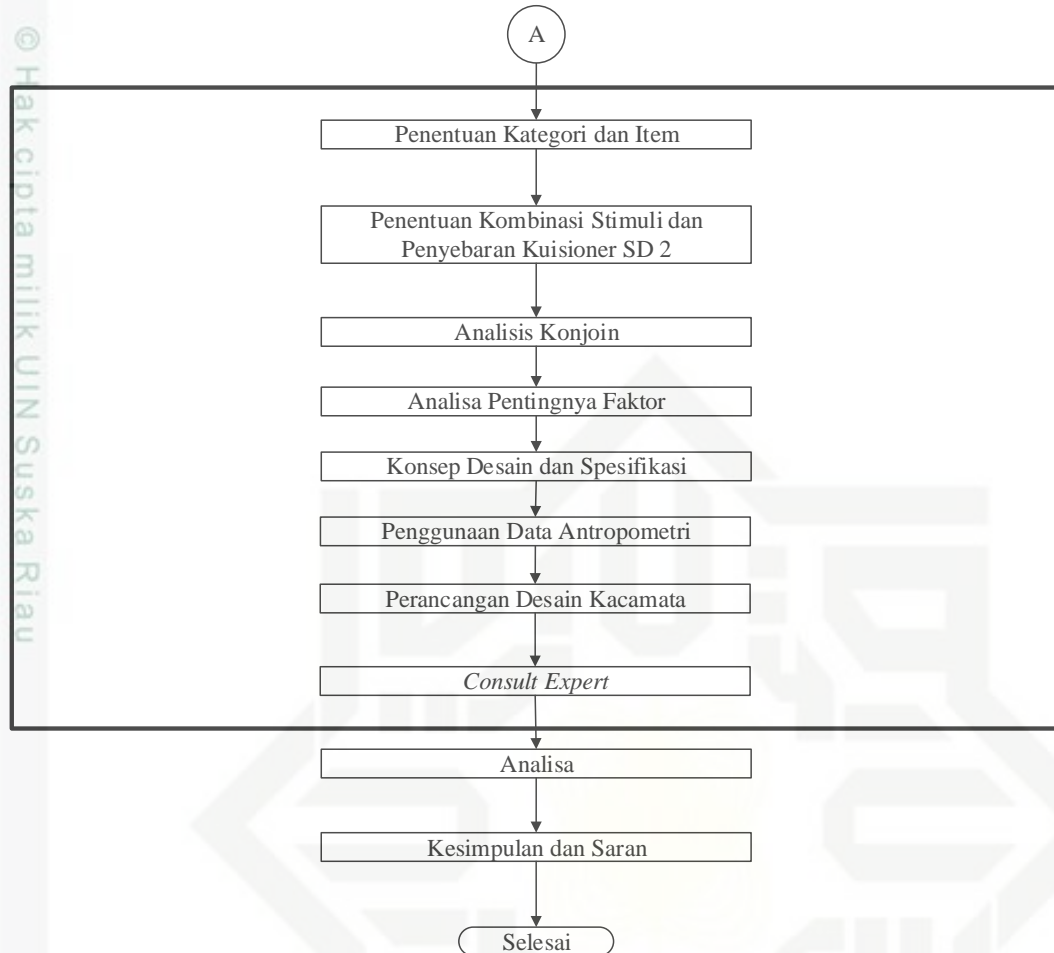 © Hak cipta milik UIN Suska Riau
A
Penentuan Kategori dan Item
Penentuan Kombinasi Stimuli dan
Penyebaran Kuisioner SD 2
Analisis Konjoin
Analisa Pentingnya Faktor
Konsep Desain dan Spesifikasi
Penggunaan Data Antropometri
Perancangan Desain Kacamata
Consult Expert
Analisa
Kesimpulan dan Saran
Selesai